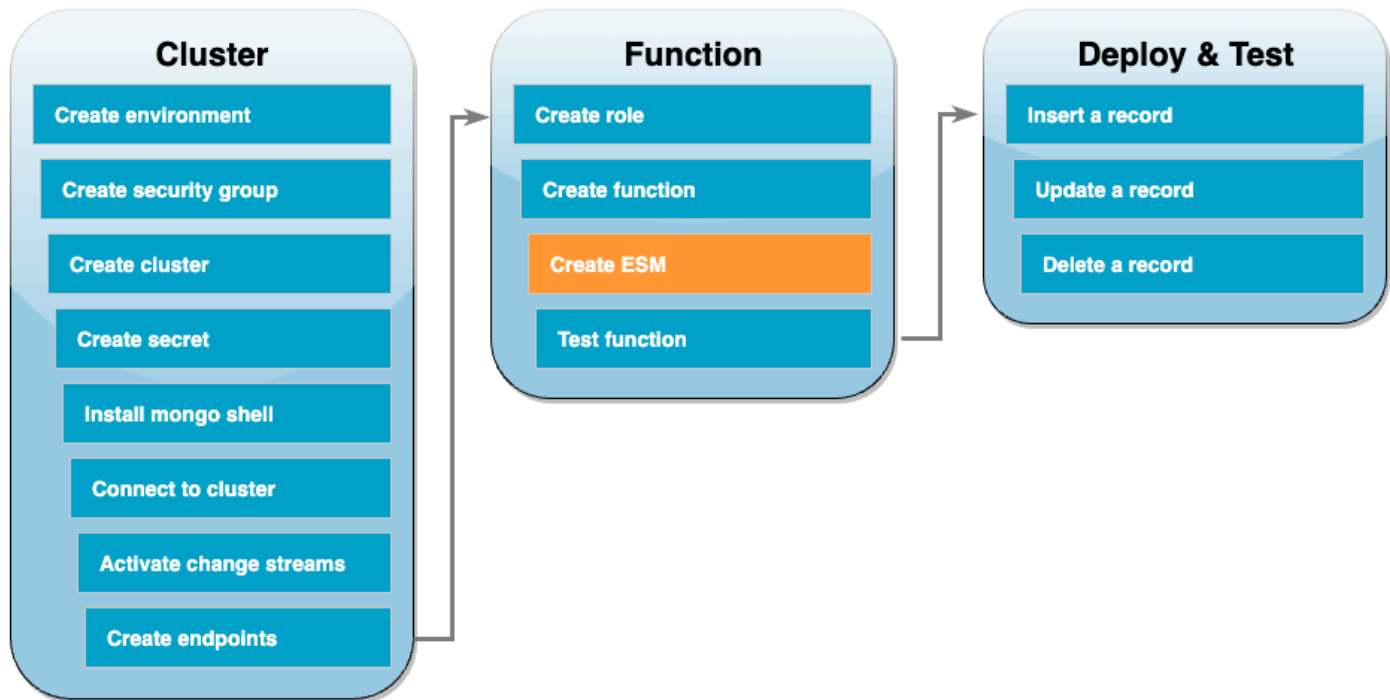 Cluster
Create environment
Create security group
Create cluster
Create secret
Install mongo shell
Connect to cluster
Activate change streams
Create endpoints
Function
Create role
Create function
Create ESM
Test function
Deploy & Test
Insert a record
Update a record
Delete a record